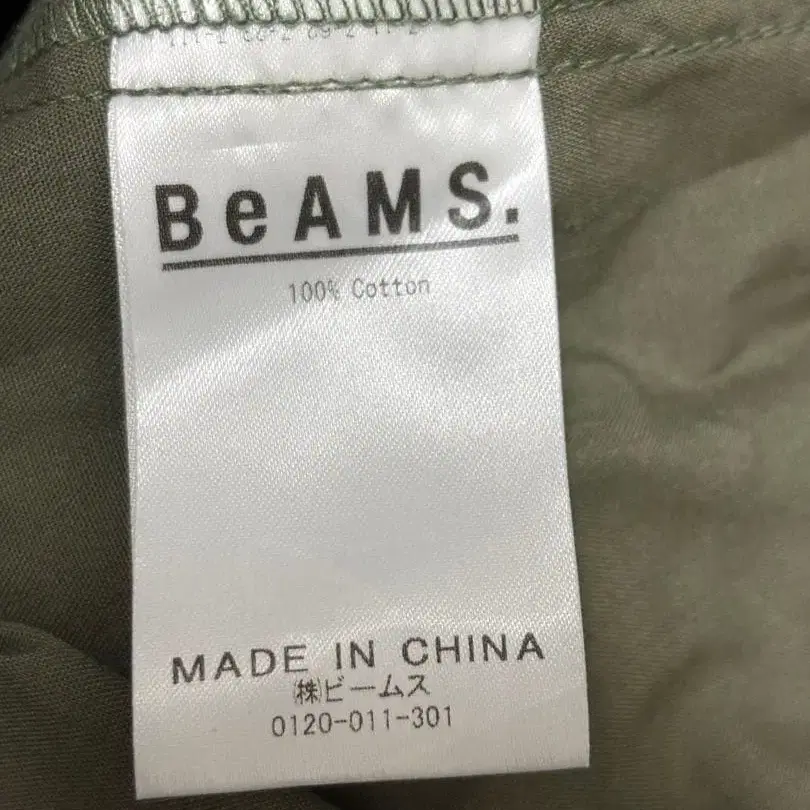 BeAMS.
100% Cotton
MADE IN CHINA
㈱ビームス
0120-011-301